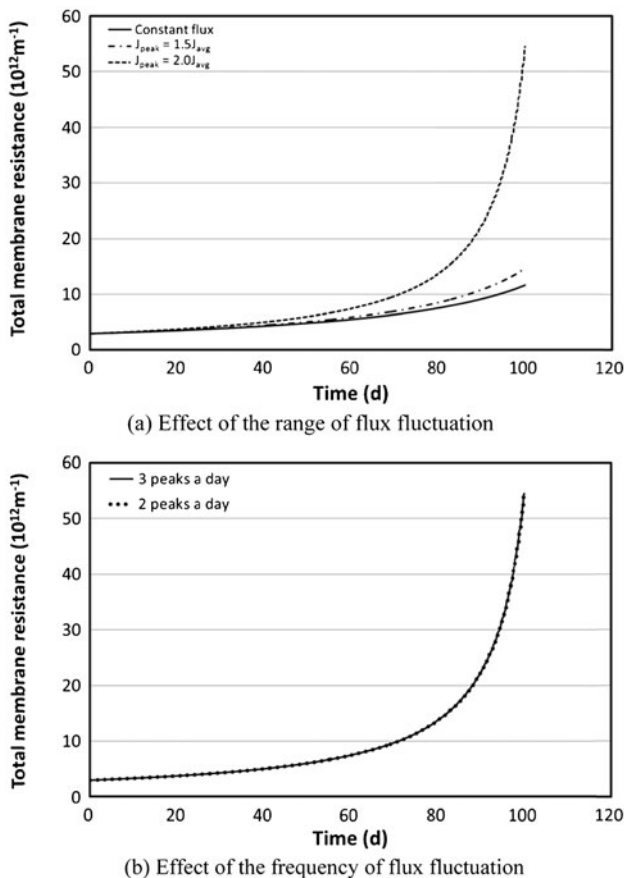 60
50
40
30
20
10
0
Total membrane resistance (10¹²m⁻¹)
Constant flux
J_peak = 1.5J_avg
J_peak = 2.0J_avg
0 20 40 60 80 100 120
Time (d)
(a) Effect of the range of flux fluctuation
60
50
40
30
20
10
0
Total membrane resistance (10¹²m⁻¹)
3 peaks a day
2 peaks a day
0 20 40 60 80 100 120
Time (d)
(b) Effect of the frequency of flux fluctuation